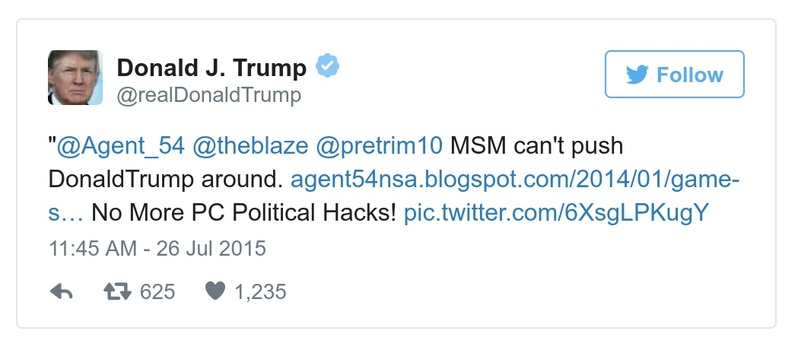 Donald J. Trump
@realDonaldTrump
Follow
"@Agent_54 @theblaze @pretrim10 MSM can't push
DonaldTrump around. agent54nsa.blogspot.com/2014/01/game-
s… No More PC Political Hacks! pic.twitter.com/6XsgLPKugY
11:45 AM - 26 Jul 2015
625 1,235